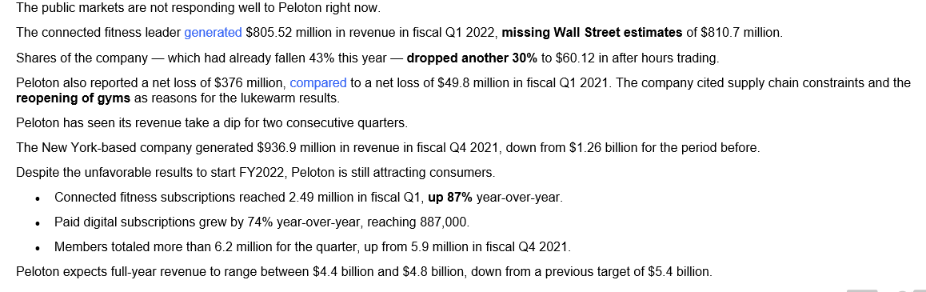 The public markets are not responding well to Peloton right now.
The connected fitness leader generated $805.52 million in revenue in fiscal Q1 2022, missing Wall Street estimates of $810.7 million.
Shares of the company — which had already fallen 43% this year — dropped another 30% to $60.12 in after hours trading.
Peloton also reported a net loss of $376 million, compared to a net loss of $49.8 million in fiscal Q1 2021. The company cited supply chain constraints and the
reopening of gyms as reasons for the lukewarm results.
Peloton has seen its revenue take a dip for two consecutive quarters.
The New York-based company generated $936.9 million in revenue in fiscal Q4 2021, down from $1.26 billion for the period before.
Despite the unfavorable results to start FY2022, Peloton is still attracting consumers.
• Connected fitness subscriptions reached 2.49 million in fiscal Q1, up 87% year-over-year.
• Paid digital subscriptions grew by 74% year-over-year, reaching 887,000.
• Members totaled more than 6.2 million for the quarter, up from 5.9 million in fiscal Q4 2021.
Peloton expects full-year revenue to range between $4.4 billion and $4.8 billion, down from a previous target of $5.4 billion.